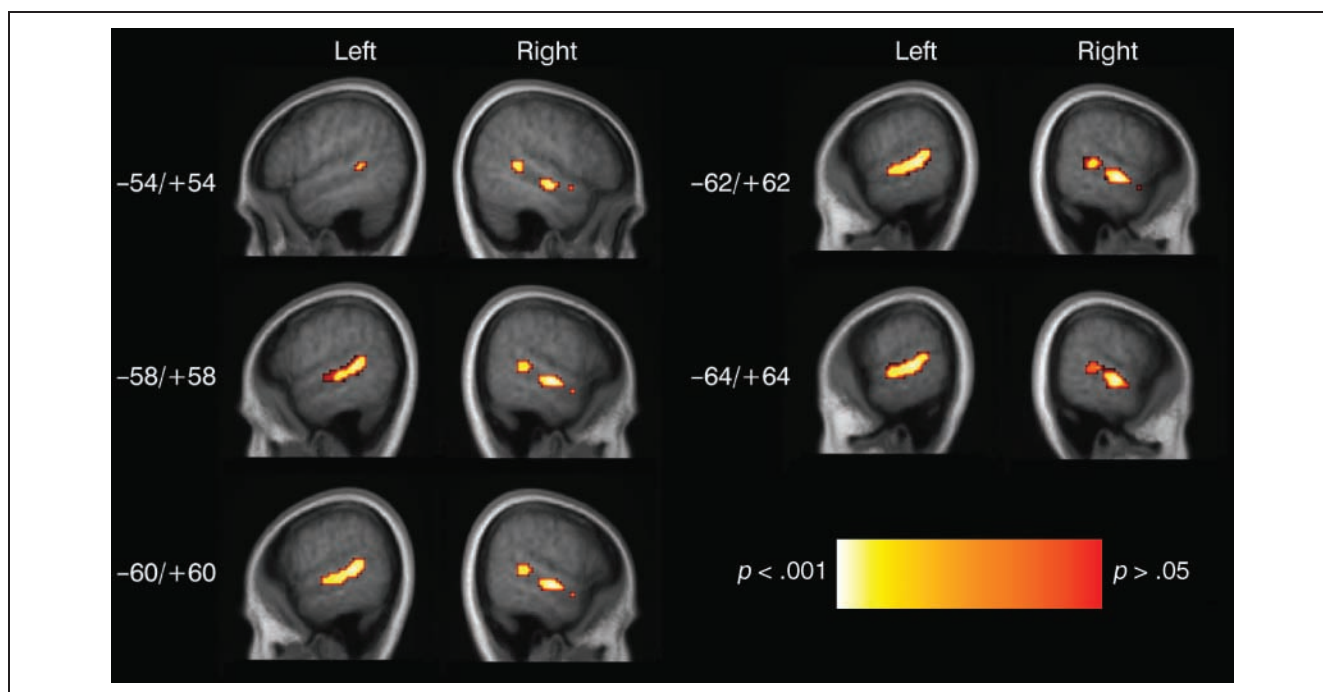 Left Right
-54/+54
-58/+58
-60/+60
Left Right
-62/+62
-64/+64
p < .001 p > .05